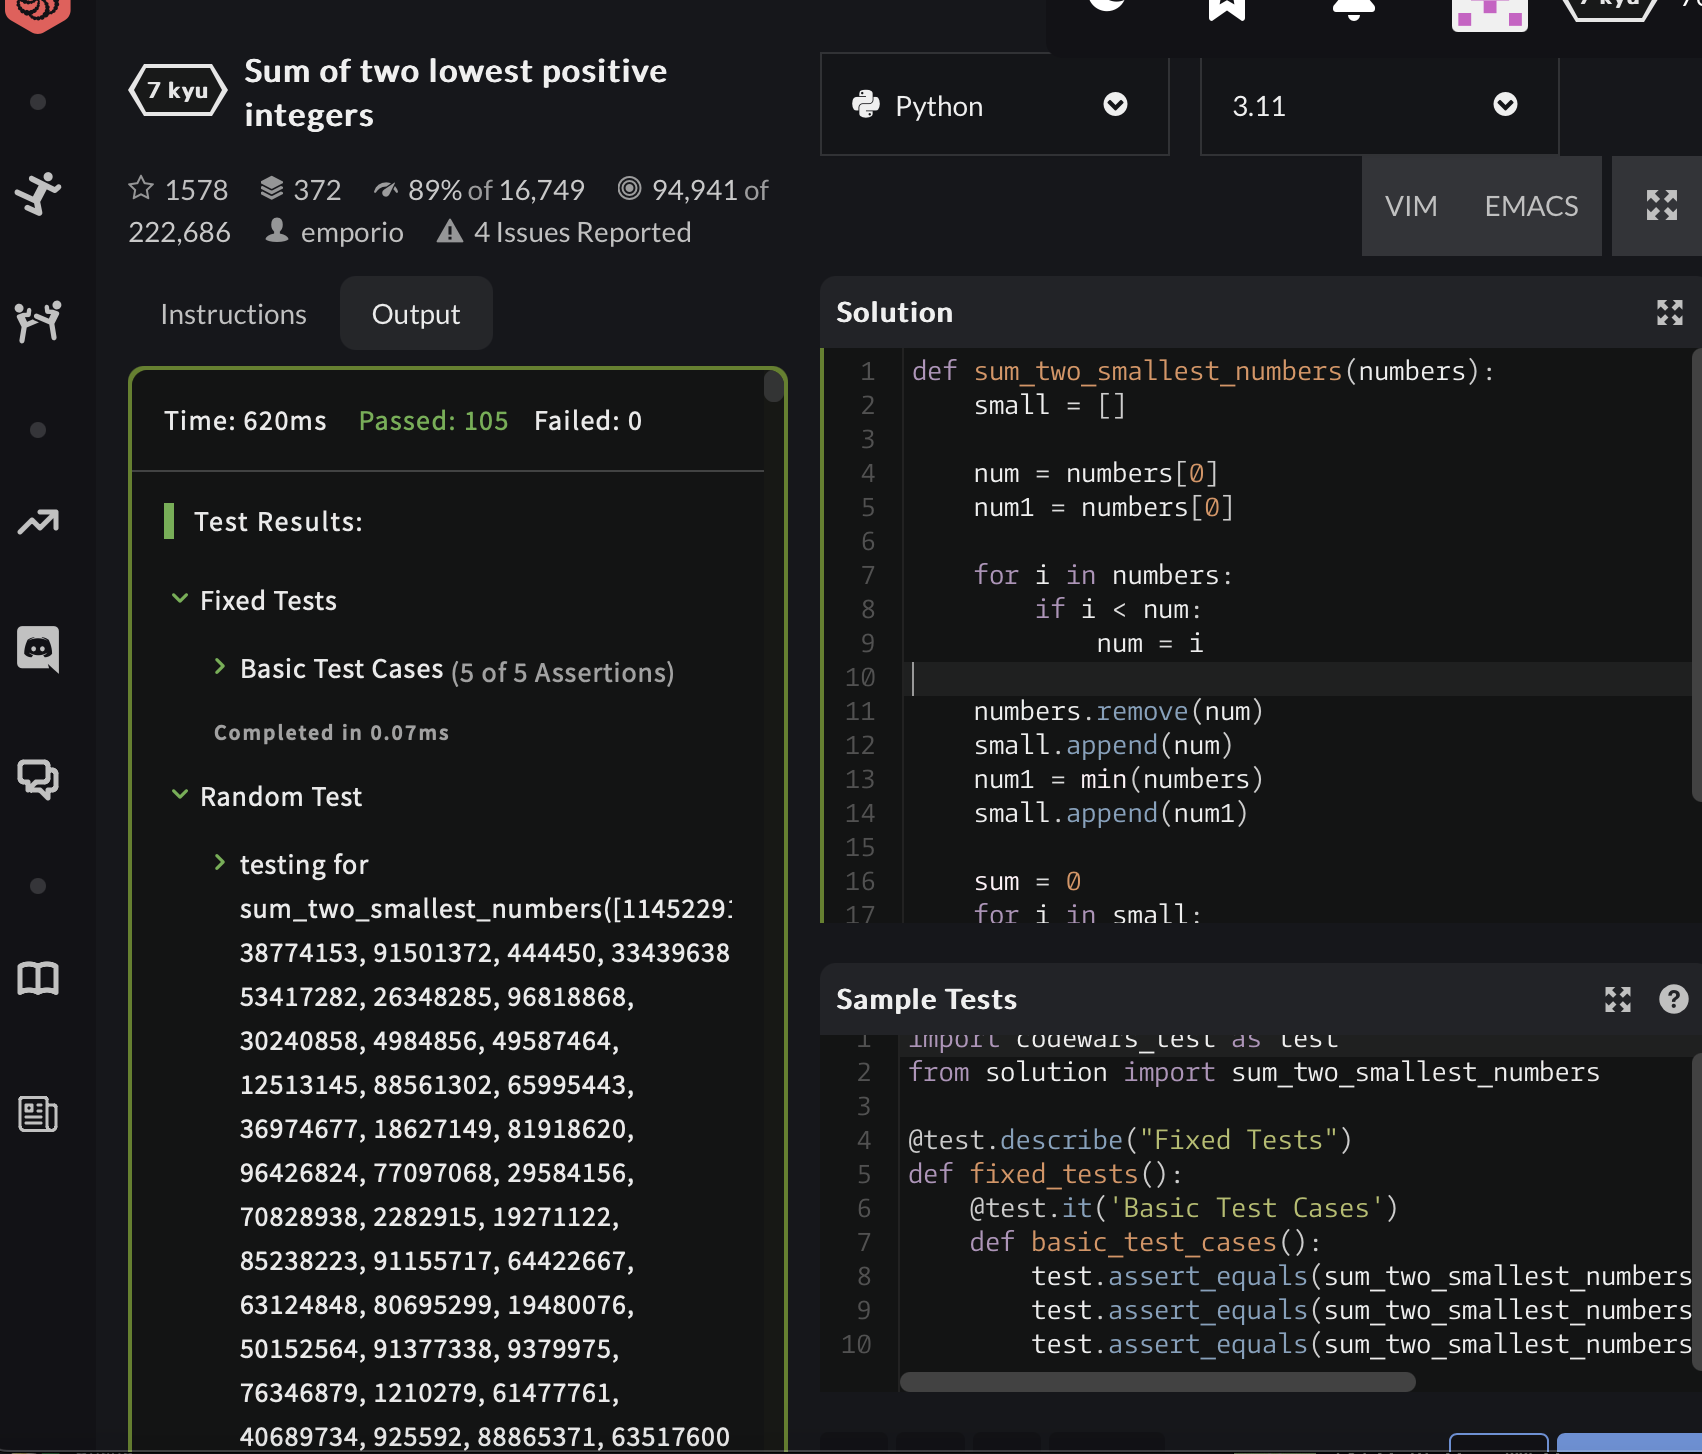 7 kyu
Sum of two lowest positive
integers
1578 372 89% of 16,749 94,941 of
222,686 emporio 4 Issues Reported
Instructions Output
Time: 620ms Passed: 105 Failed: 0
Test Results:
Fixed Tests
Basic Test Cases (5 of 5 Assertions)
Completed in 0.07ms
Random Test
testing for
sum_two_smallest_numbers([11452291
38774153, 91501372, 444450, 33439638
53417282, 26348285, 96818868,
30240858, 4984856, 49587464,
12513145, 88561302, 65995443,
36974677, 18627149, 81918620,
96426824, 77097068, 29584156,
70828938, 2282915, 19271122,
85238223, 91155717, 64422667,
63124848, 80695299, 19480076,
50152564, 91377338, 9379975,
76346879, 1210279, 61477761,
40689734, 925592, 88865371, 63517600
7 kyu
Python 3.11
VIM EMACS
Solution
1 def sum_two_smallest_numbers(numbers):
2     small = []
3
4     num = numbers[0]
5     num1 = numbers[0]
6
7     for i in numbers:
8         if i < num:
9             num = i
10
11     numbers.remove(num)
12     small.append(num)
13     num1 = min(numbers)
14     small.append(num1)
15
16     sum = 0
17     for i in small:
Sample Tests
1 import codewars_test as test
2 from solution import sum_two_smallest_numbers
3
4 @test.describe("Fixed Tests")
5 def fixed_tests():
6     @test.it('Basic Test Cases')
7     def basic_test_cases():
8         test.assert_equals(sum_two_smallest_numbers
9         test.assert_equals(sum_two_smallest_numbers
10         test.assert_equals(sum_two_smallest_numbers